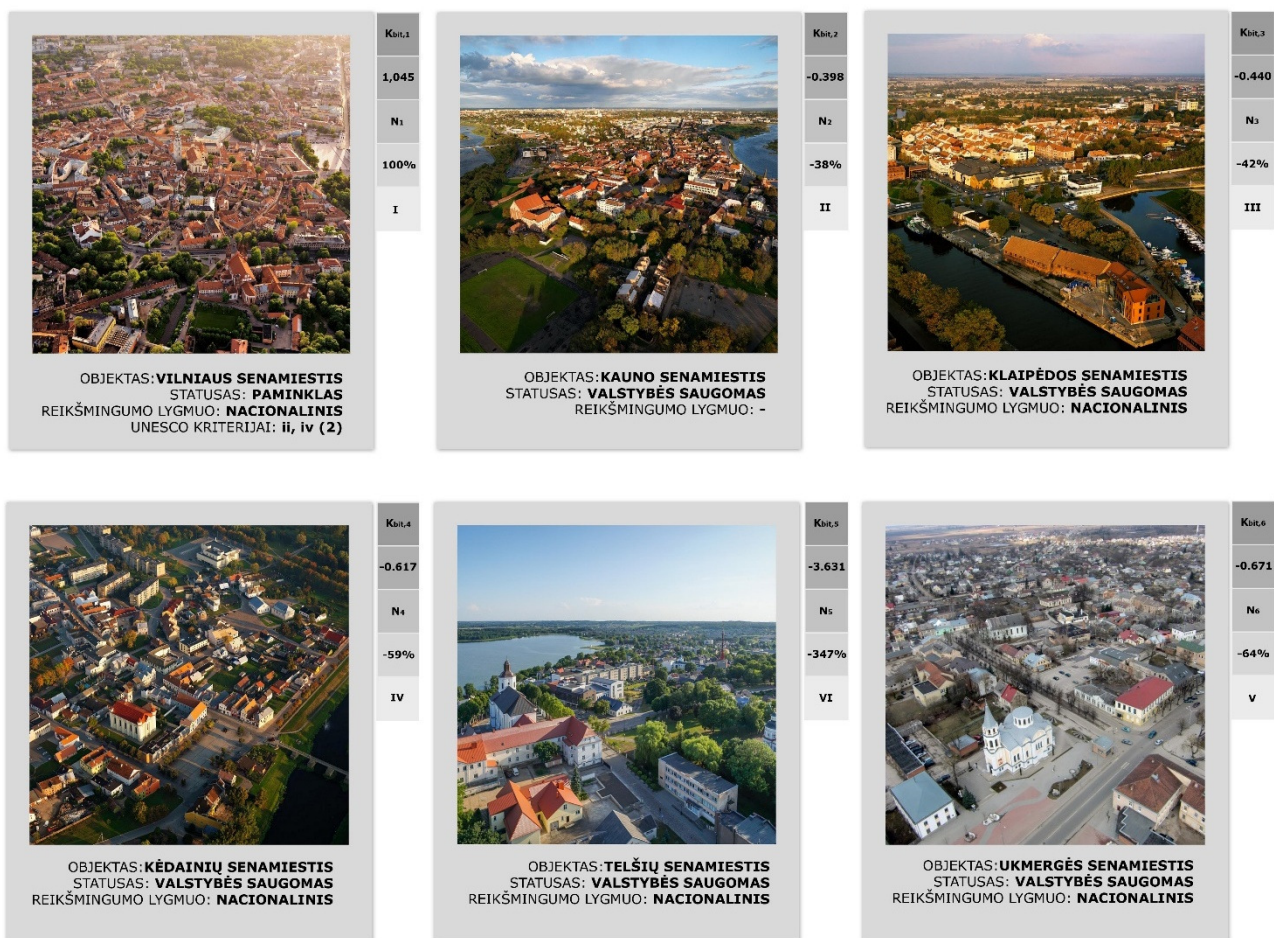 Kbit,1
1,045
N1
100%
I
OBJEKTAS:VILNIAUS SENAMIESTIS
STATUSAS: PAMINKLAS
REIKŠMINGUMO LYGMUO: NACIONALINIS
UNESCO KRITERIJAI: ii, iv (2)
Kbit,2
-0.398
N2
-38%
II
OBJEKTAS:KAUNO SENAMIESTIS
STATUSAS: VALSTYBĖS SAUGOMAS
REIKŠMINGUMO LYGMUO: -
Kbit,3
-0.440
N3
-42%
III
OBJEKTAS:KLAIPĖDOS SENAMIESTIS
STATUSAS: VALSTYBĖS SAUGOMAS
REIKŠMINGUMO LYGMUO: NACIONALINIS
Kbit,4
-0.617
N4
-59%
IV
OBJEKTAS:KĖDAINIŲ SENAMIESTIS
STATUSAS: VALSTYBĖS SAUGOMAS
REIKŠMINGUMO LYGMUO: NACIONALINIS
Kbit,5
-3.631
N5
-347%
VI
OBJEKTAS:TELŠIŲ SENAMIESTIS
STATUSAS: VALSTYBĖS SAUGOMAS
REIKŠMINGUMO LYGMUO: NACIONALINIS
Kbit,6
-0.671
N6
-64%
V
OBJEKTAS:UKMERGĖS SENAMIESTIS
STATUSAS: VALSTYBĖS SAUGOMAS
REIKŠMINGUMO LYGMUO: NACIONALINIS